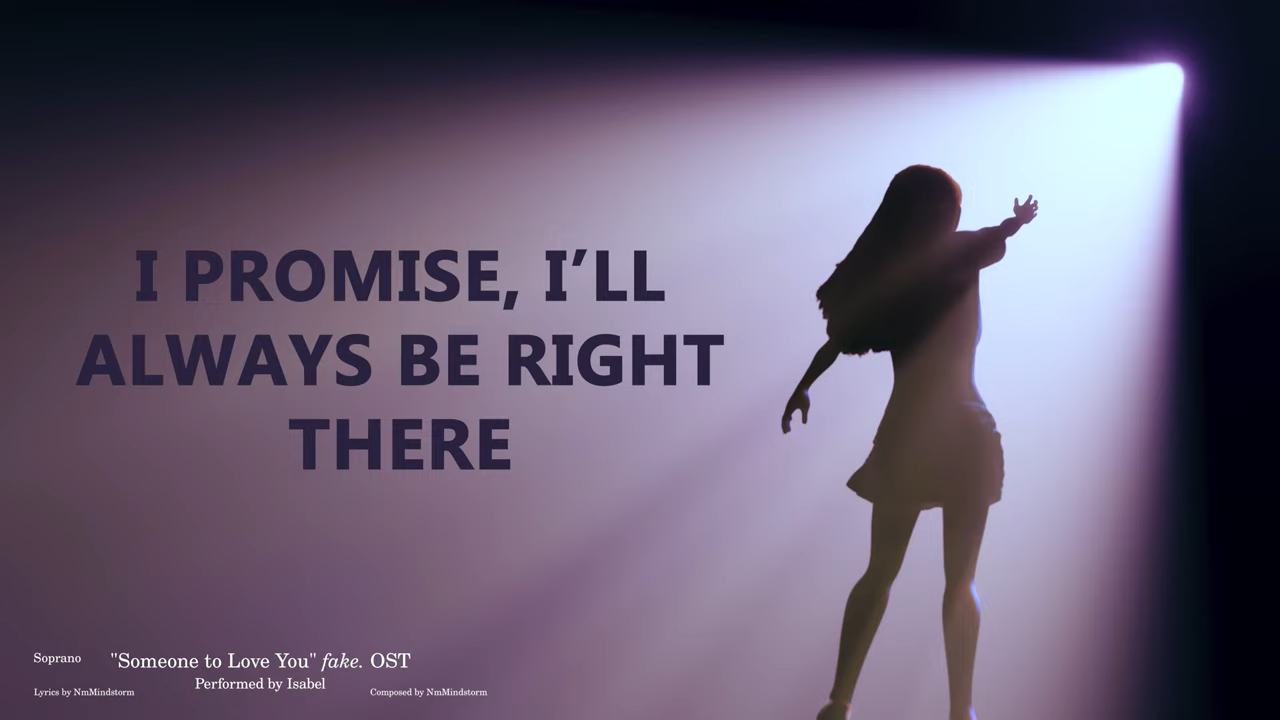 I PROMISE, I’LL
ALWAYS BE RIGHT
THERE
Soprano
"Someone to Love You" fake. OST
Performed by Isabel
Lyrics by NmMindstorm
Composed by NmMindstorm